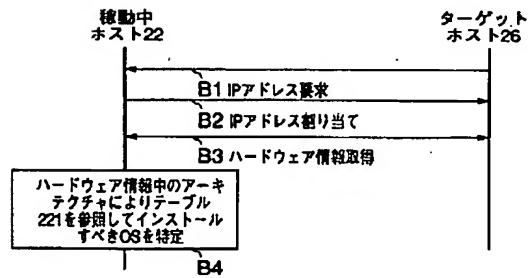 稼動中
ホスト22
ターゲット
ホスト26
B1 IPアドレス要求
B2 IPアドレス割り当て
B3 ハードウェア情報取得
ハードウェア情報中のアーキ
テクチャによりテーブル
221を参照してインストール
すべきOSを特定
B4